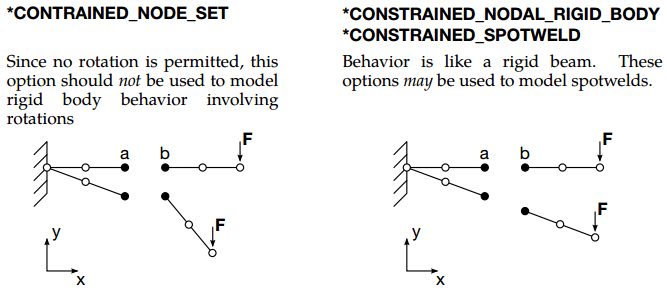 *CONTRAINED_NODE_SET
Since no rotation is permitted, this
option should not be used to model
rigid body behavior involving
rotations
a b F
F
y
x
*CONSTRAINED_NODAL_RIGID_BODY
*CONSTRAINED_SPOTWELD
Behavior is like a rigid beam. These
options may be used to model spotwelds.
a b F
F
y
x